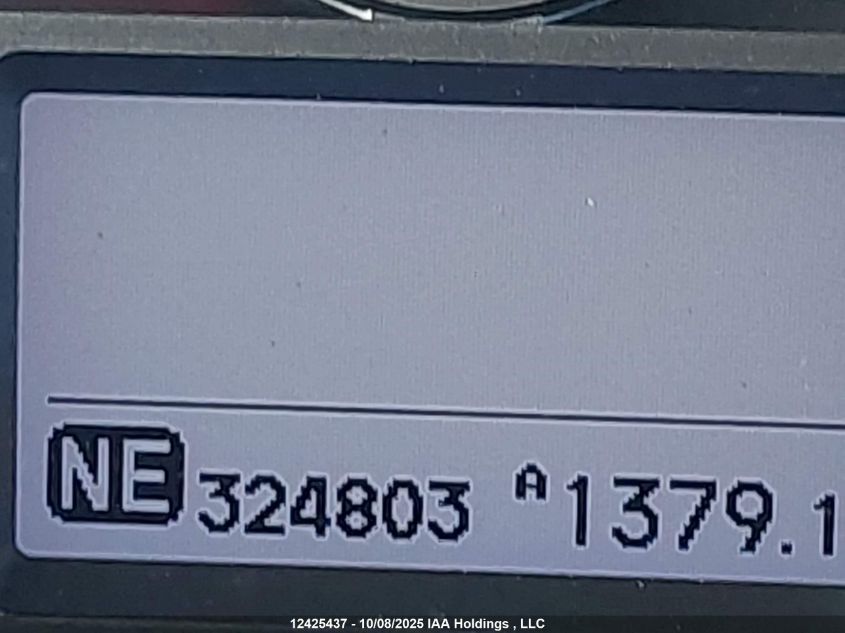 NE 324803 A 1379.1
12425437 - 10/08/2025 IAA Holdings , LLC